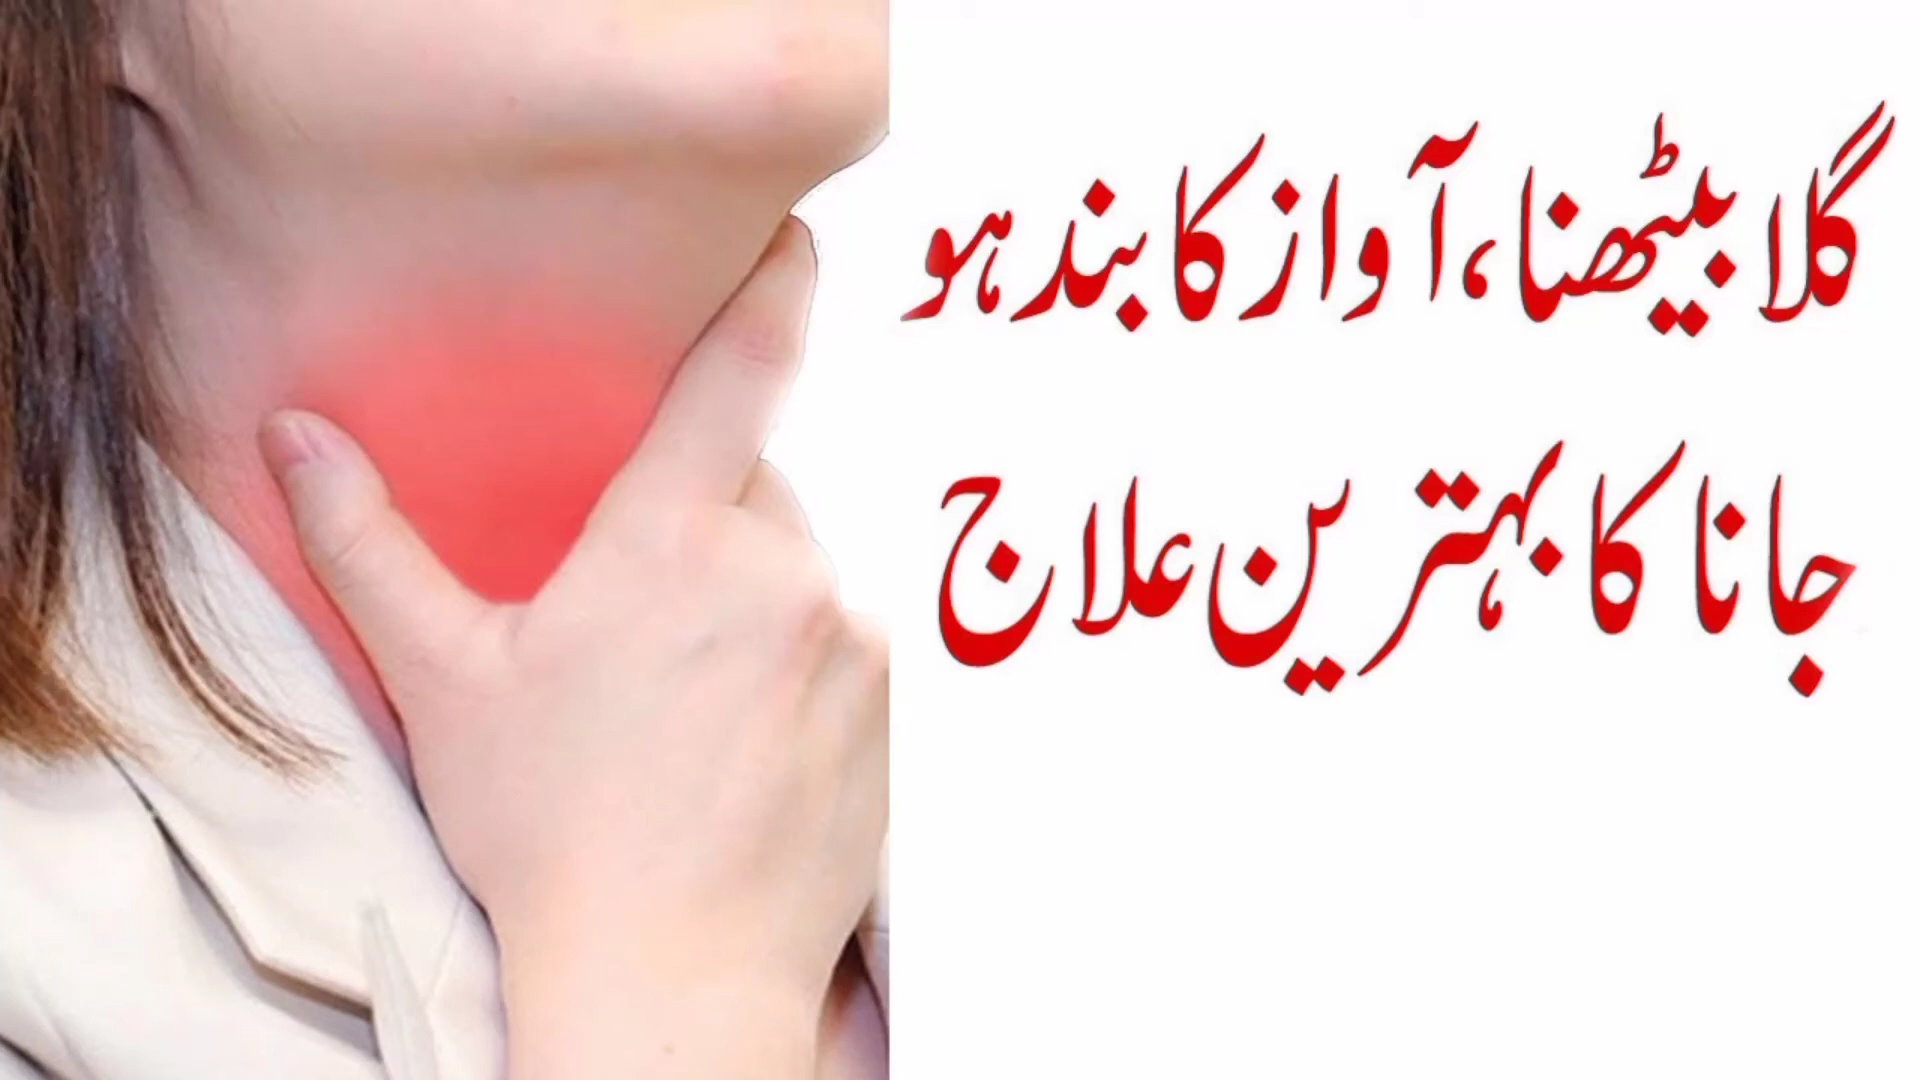 گلا بیٹھنا، آواز کا بند ہو
جانا کا بہترین علاج